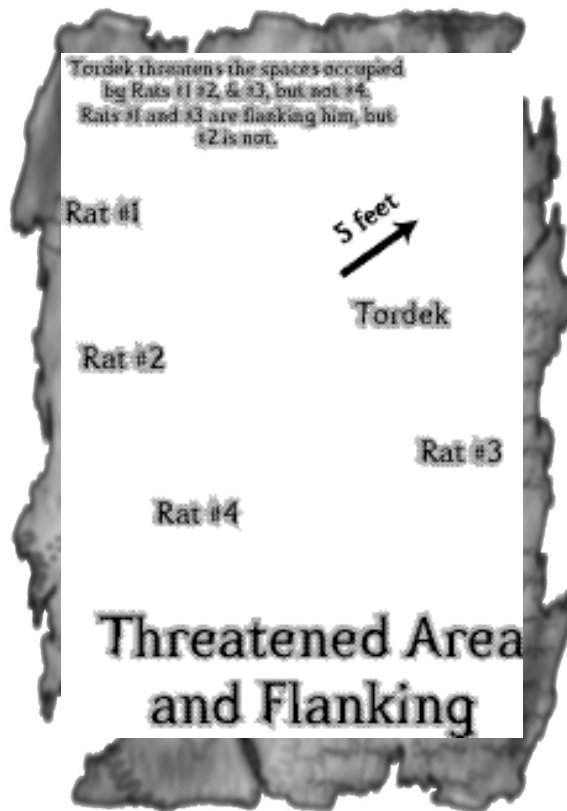 Tordek threatens the spaces occupied
by Rats #1 #2, & #3, but not #4.
Rats #1 and #3 are flanking him, but
#2 is not.
Rat #1
5 feet
Tordek
Rat #2
Rat #3
Rat #4
Threatened Area
and Flanking